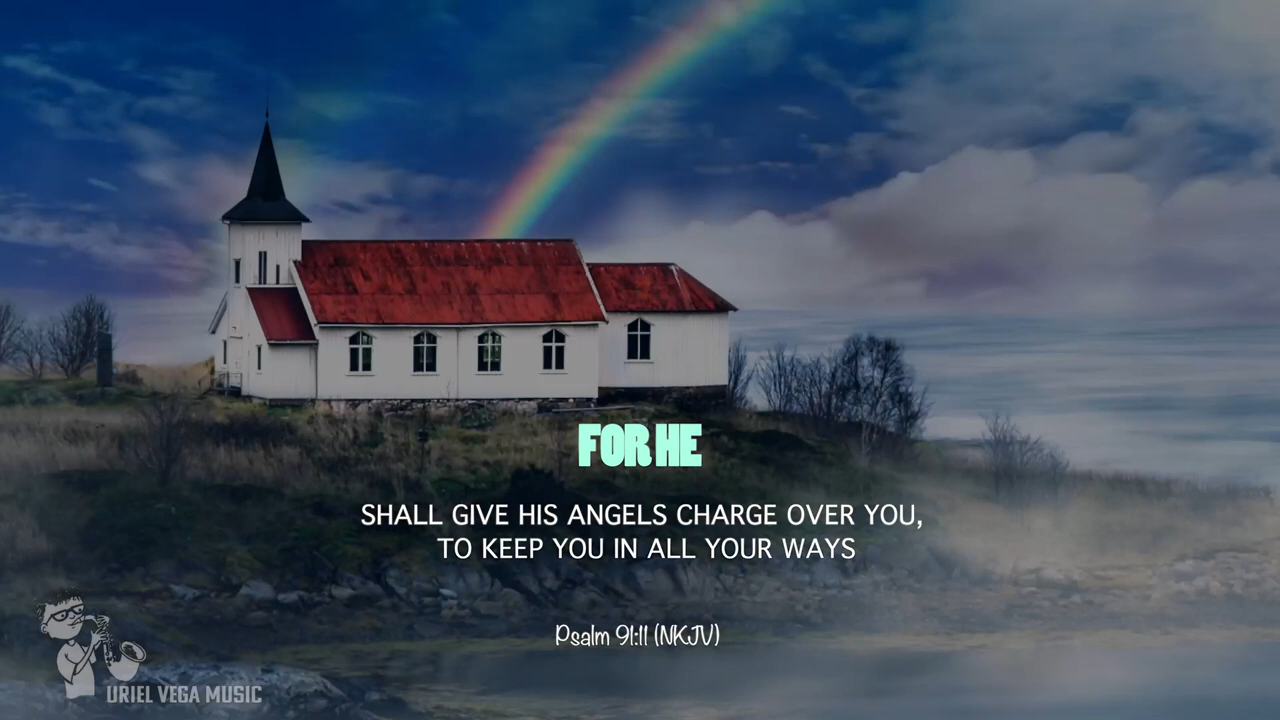 FOR HE
SHALL GIVE HIS ANGELS CHARGE OVER YOU,
TO KEEP YOU IN ALL YOUR WAYS
Psalm 91:11 (NKJV)
URIEL VEGA MUSIC